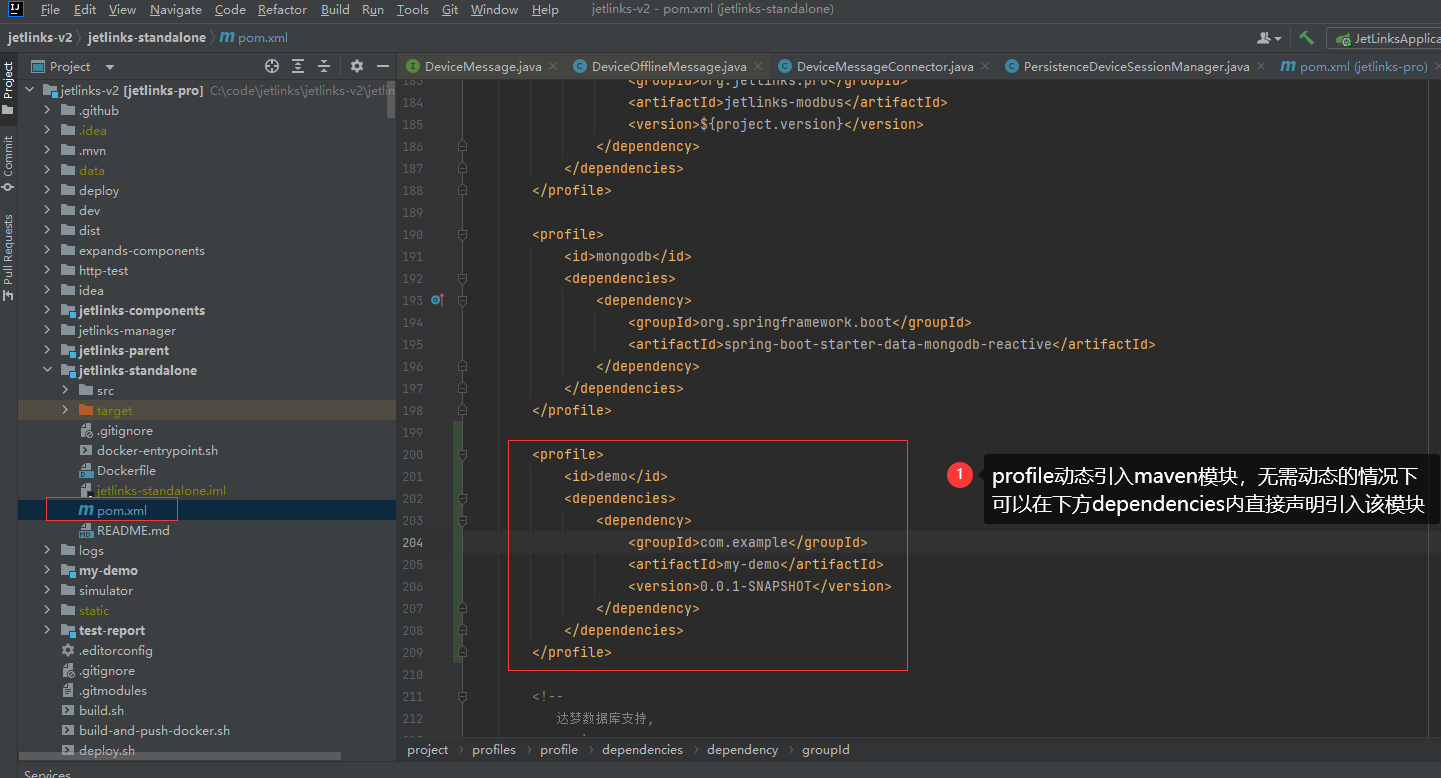 File Edit View Navigate Code Refactor Build Run Tools Git Window Help jetlinks-v2 - pom.xml (jetlinks-standalone)
jetlinks-v2 jetlinks-standalone pom.xml
JetLinksApplica
Project
Commit
Pull Requests
Project
jetlinks-v2 [jetlinks-pro] C:\code\jetlinks\jetlinks-v2\jetlin
.github
.idea
.mvn
data
deploy
dev
dist
expands-components
http-test
idea
jetlinks-components
jetlinks-manager
jetlinks-parent
jetlinks-standalone
src
target
.gitignore
docker-entrypoint.sh
Dockerfile
jetlinks-standalone.iml
pom.xml
README.md
logs
my-demo
simulator
static
test-report
.editorconfig
.gitignore
.gitmodules
build.sh
build-and-push-docker.sh
deploy.sh
Services
DeviceMessage.java DeviceOfflineMessage.java DeviceMessageConnector.java PersistenceDeviceSessionManager.java pom.xml (jetlinks-pro)
183 <groupId>org.jetlinks.pro</groupId>
184 <artifactId>jetlinks-modbus</artifactId>
185 <version>${project.version}</version>
186 </dependency>
187 </dependencies>
188 </profile>
189
190 <profile>
191 <id>mongodb</id>
192 <dependencies>
193 <dependency>
194 <groupId>org.springframework.boot</groupId>
195 <artifactId>spring-boot-starter-data-mongodb-reactive</artifactId>
196 </dependency>
197 </dependencies>
198 </profile>
199
200 <profile>
201 <id>demo</id>
202 <dependencies>
203 <dependency>
204 <groupId>com.example</groupId>
205 <artifactId>my-demo</artifactId>
206 <version>0.0.1-SNAPSHOT</version>
207 </dependency>
208 </dependencies>
209 </profile>
210
211 <!--
212 达梦数据库支持,
1
profile动态引入maven模块，无需动态的情况下
可以在下方dependencies内直接声明引入该模块
project profiles profile dependencies dependency groupId